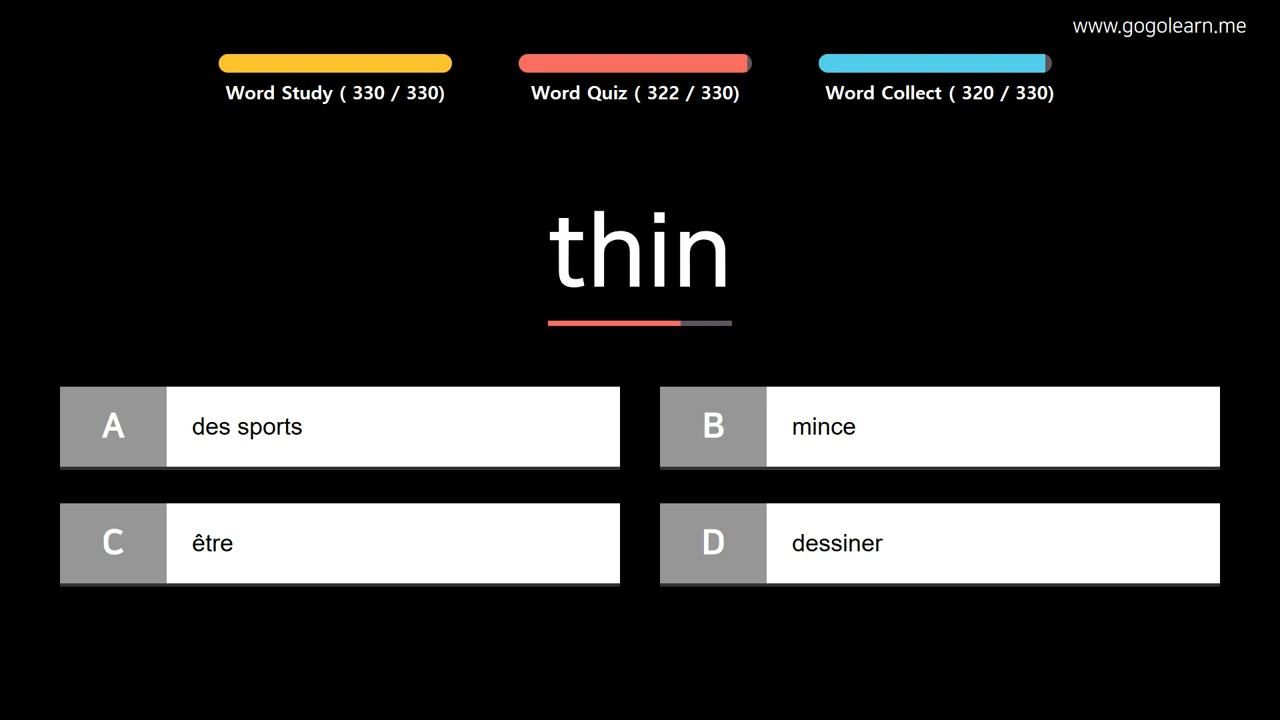 www.gogolearn.me
Word Study ( 330 / 330)
Word Quiz ( 322 / 330)
Word Collect ( 320 / 330)
thin
A
des sports
B
mince
C
être
D
dessiner